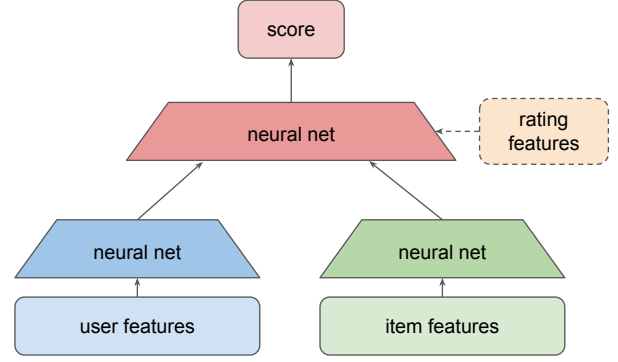 score
neural net
rating
features
neural net
neural net
user features
item features